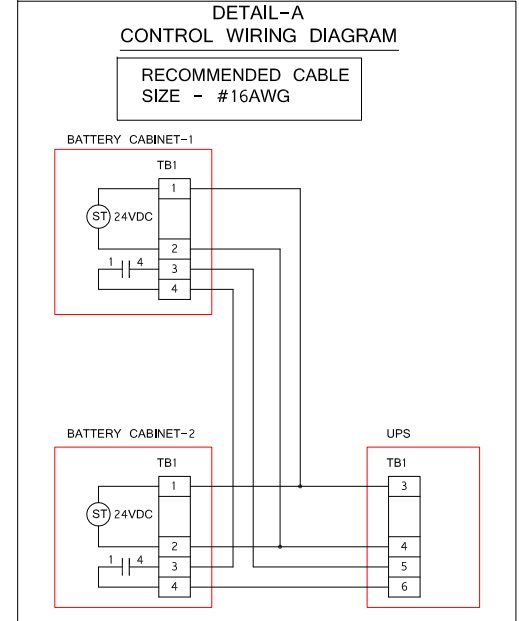 DETAIL-A
CONTROL WIRING DIAGRAM
RECOMMENDED CABLE
SIZE - #16AWG
BATTERY CABINET-1
TB1
1
ST 24VDC
2
1 4 3
4
BATTERY CABINET-2 UPS
TB1 TB1
1 3
ST 24VDC
2 4
1 4 3 5
4 6